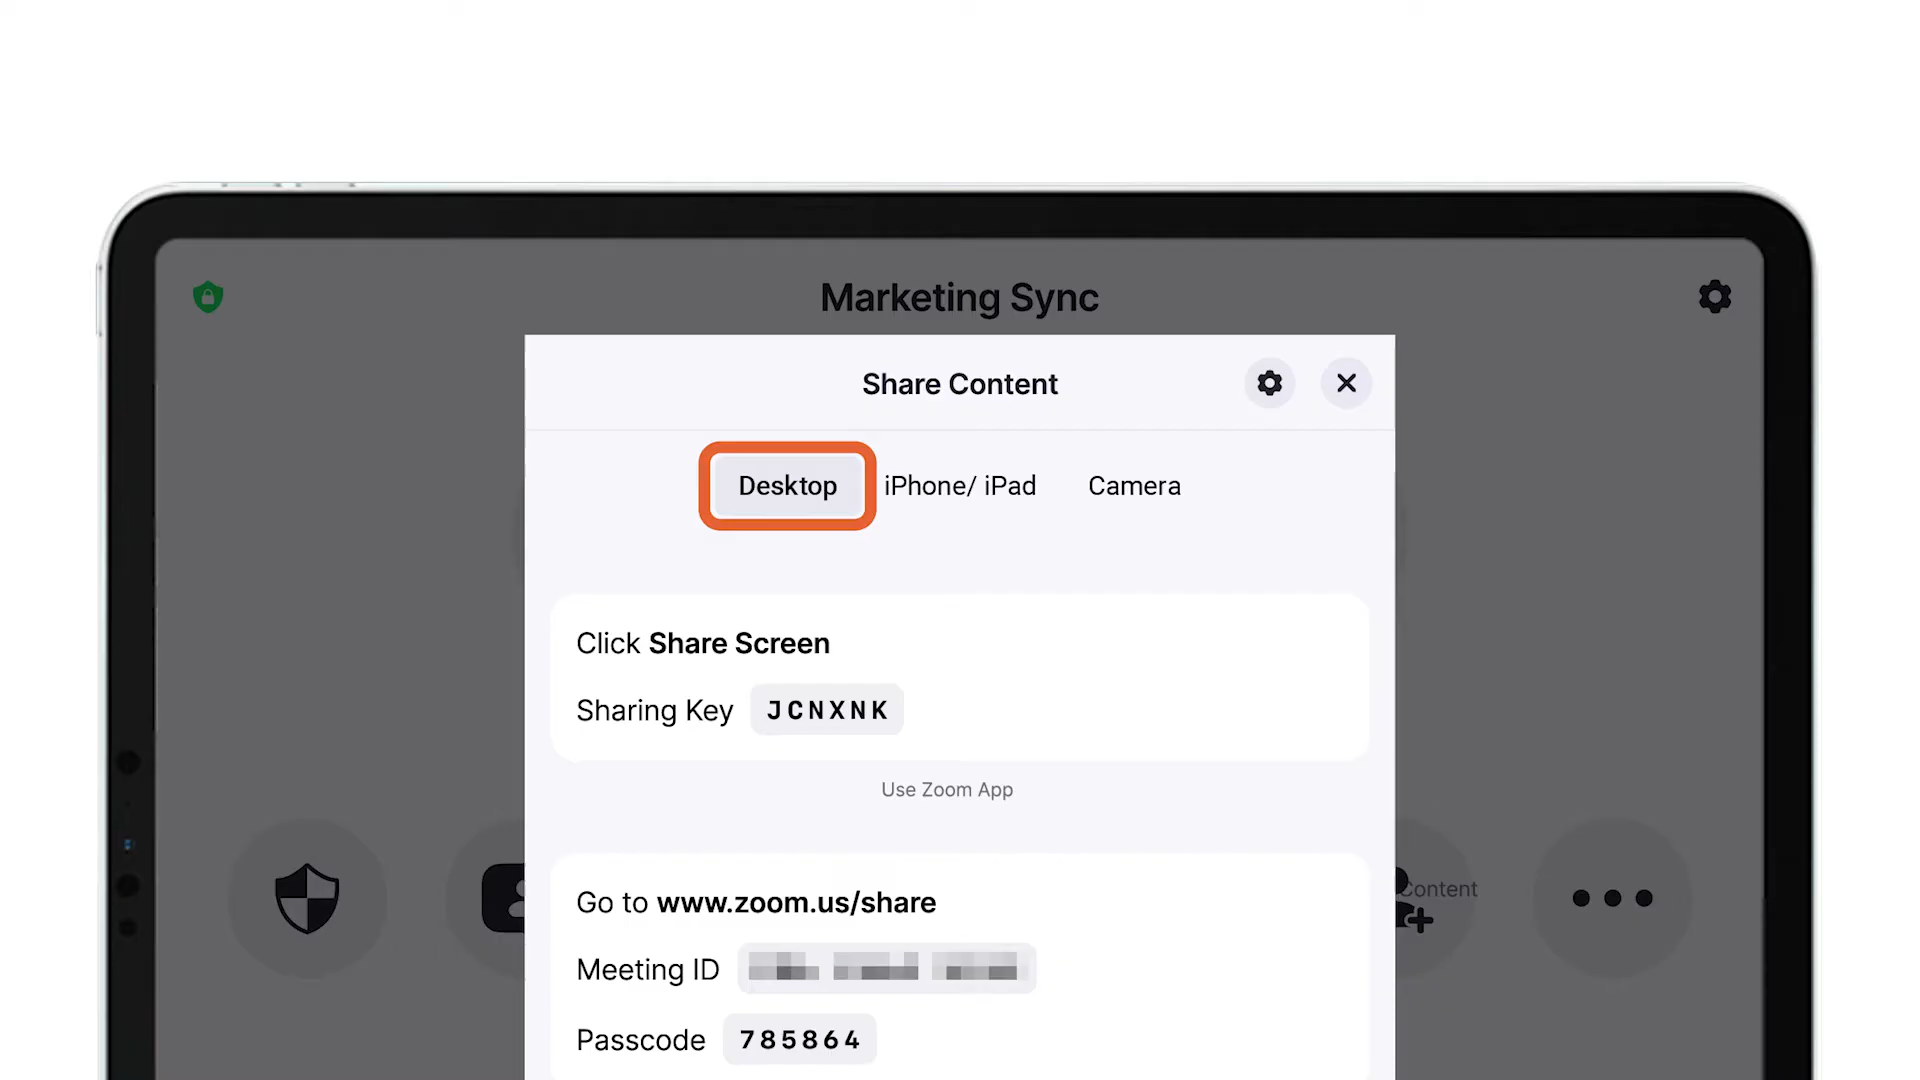 Marketing Sync
Share Content
Desktop iPhone/ iPad Camera
Click Share Screen
Sharing Key JCNXNK
Use Zoom App
Content
Go to www.zoom.us/share
Meeting ID
Passcode 785864